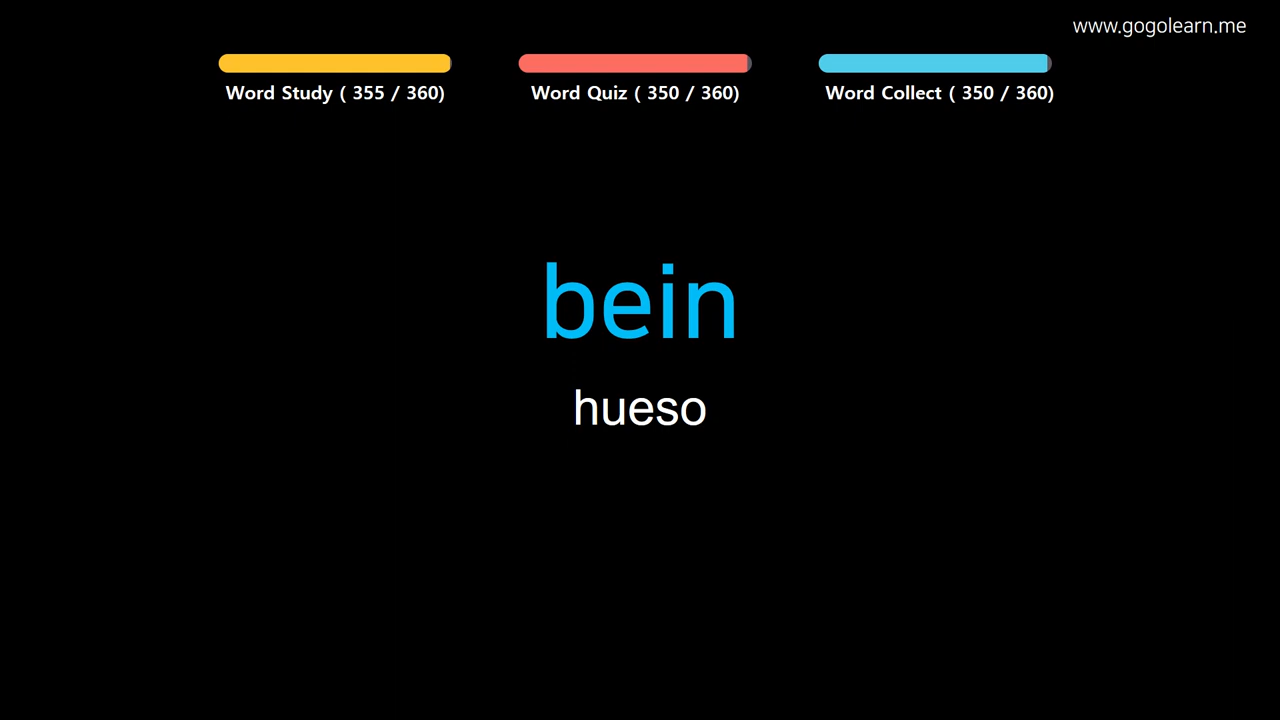 www.gogolearn.me
Word Study ( 355 / 360)
Word Quiz ( 350 / 360)
Word Collect ( 350 / 360)
bein
hueso